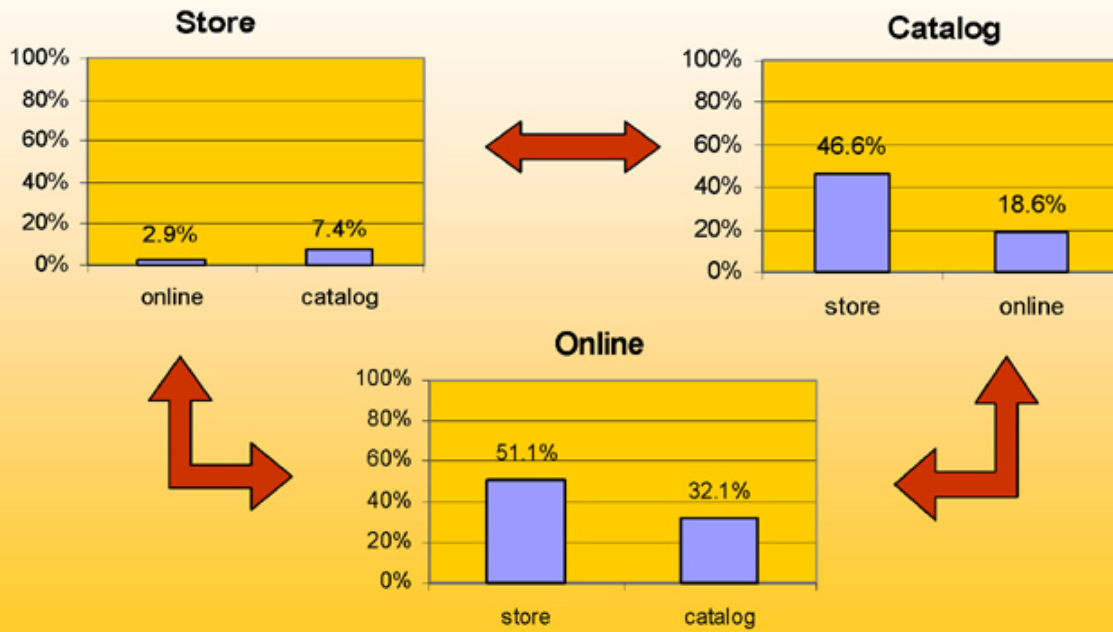 Store
100%
80%
60%
40%
20%
0%
2.9%
7.4%
online
catalog
Catalog
100%
80%
60%
40%
20%
0%
46.6%
18.6%
store
online
Online
100%
80%
60%
40%
20%
0%
51.1%
32.1%
store
catalog